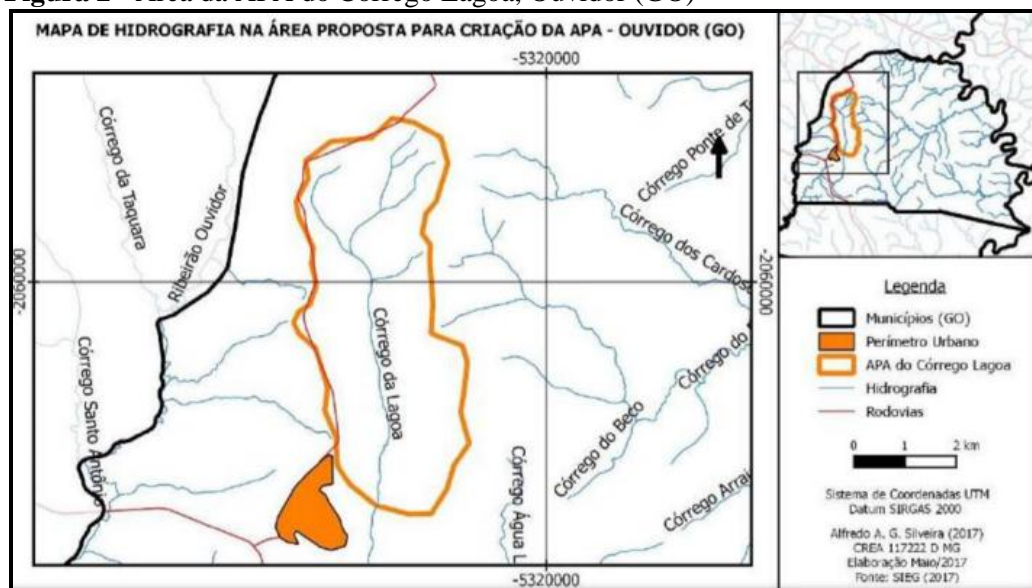 Figura 2 - Área da APA do Córrego Lagoa, Ouvidor (GO)
MAPA DE HIDROGRAFIA NA ÁREA PROPOSTA PARA CRIAÇÃO DA APA - OUVIDOR (GO)
-5320000
Córrego da Taquara
Ribeirão Ouvidor
Córrego Ponte de T
Córrego dos Cardos
-2060000
-2060000
Córrego da Lagoa
Córrego do
Córrego do Beco
Córrego Santo Antônio
Córrego Água L
Córrego Arrai
-5320000
Legenda
Municípios (GO)
Perímetro Urbano
APA do Córrego Lagoa
Hidrografia
Rodovias
0 1 2 km
Sistema de Coordenadas UTM
Datum SIRGAS 2000
Alfredo A. G. Silveira (2017)
CREA 117222 D MG
Elaboração Maio/2017
Fonte: SIEG (2017)